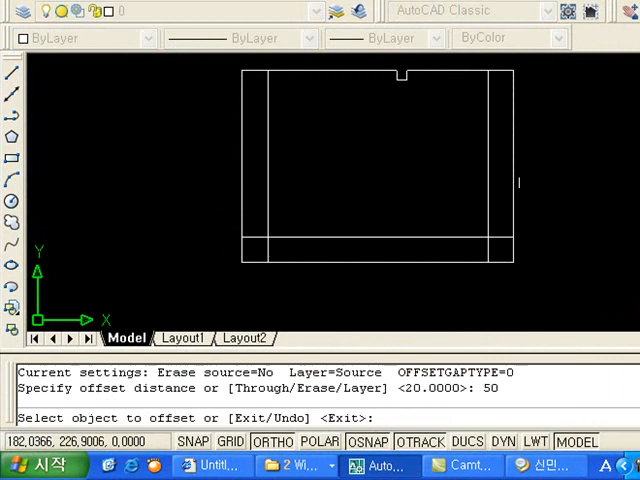 0
AutoCAD Classic
ByLayer
ByLayer
ByLayer
ByColor
Y
X
Model
Layout1
Layout2
Current settings: Erase source=No Layer=Source OFFSETGAPTYPE=0
Specify offset distance or [Through/Erase/Layer] <20.0000>: 50
Select object to offset or [Exit/Undo] <Exit>:
182,0366, 226,9006, 0,0000
SNAP GRID ORTHO POLAR OSNAP OTRACK DUCS DYN LWT MODEL
시작 Untitl... 2 Wi... Auto... Camt... 신민... A